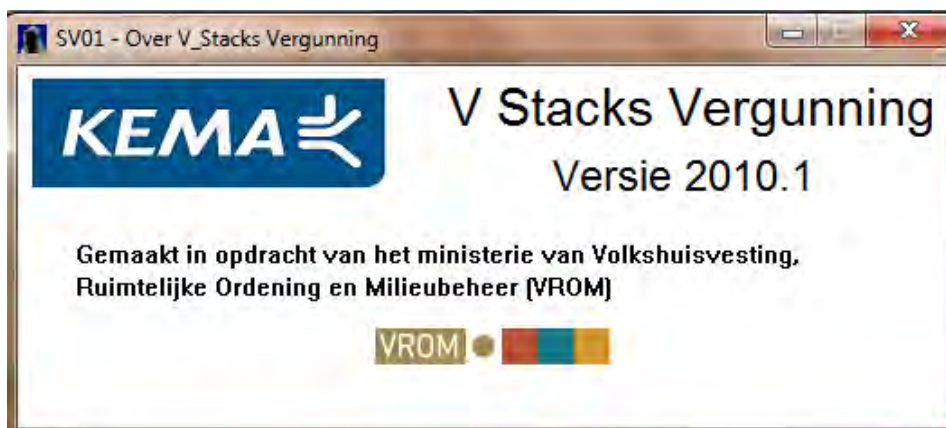 SV01 - Over V_Stacks Vergunning
KEMA
V Stacks Vergunning
Versie 2010.1
Gemaakt in opdracht van het ministerie van Volkshuisvesting,
Ruimtelijke Ordening en Milieubeheer (VROM)
VROM